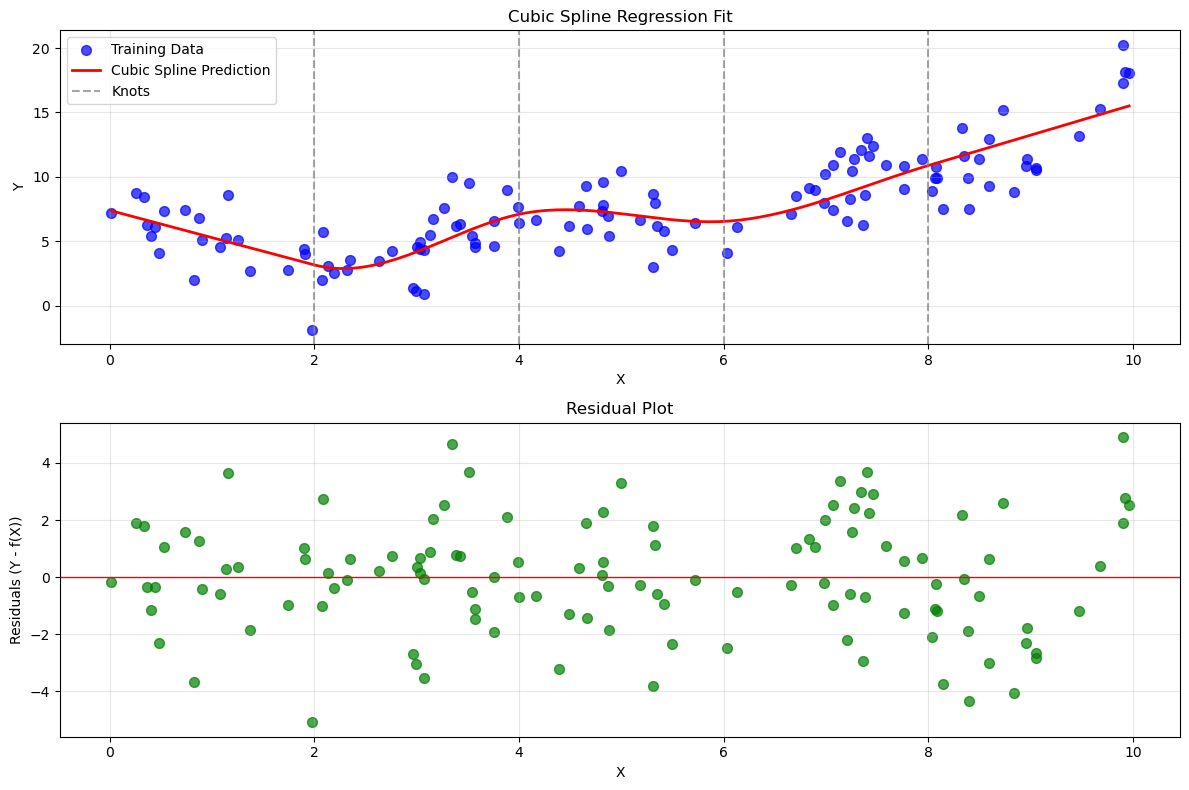 Cubic Spline Regression Fit
Training Data
Cubic Spline Prediction
Knots
20
15
10
5
0
Y
0 2 4 6 8 10
X
Residual Plot
4
2
0
−2
−4
Residuals (Y - f(X))
0 2 4 6 8 10
X